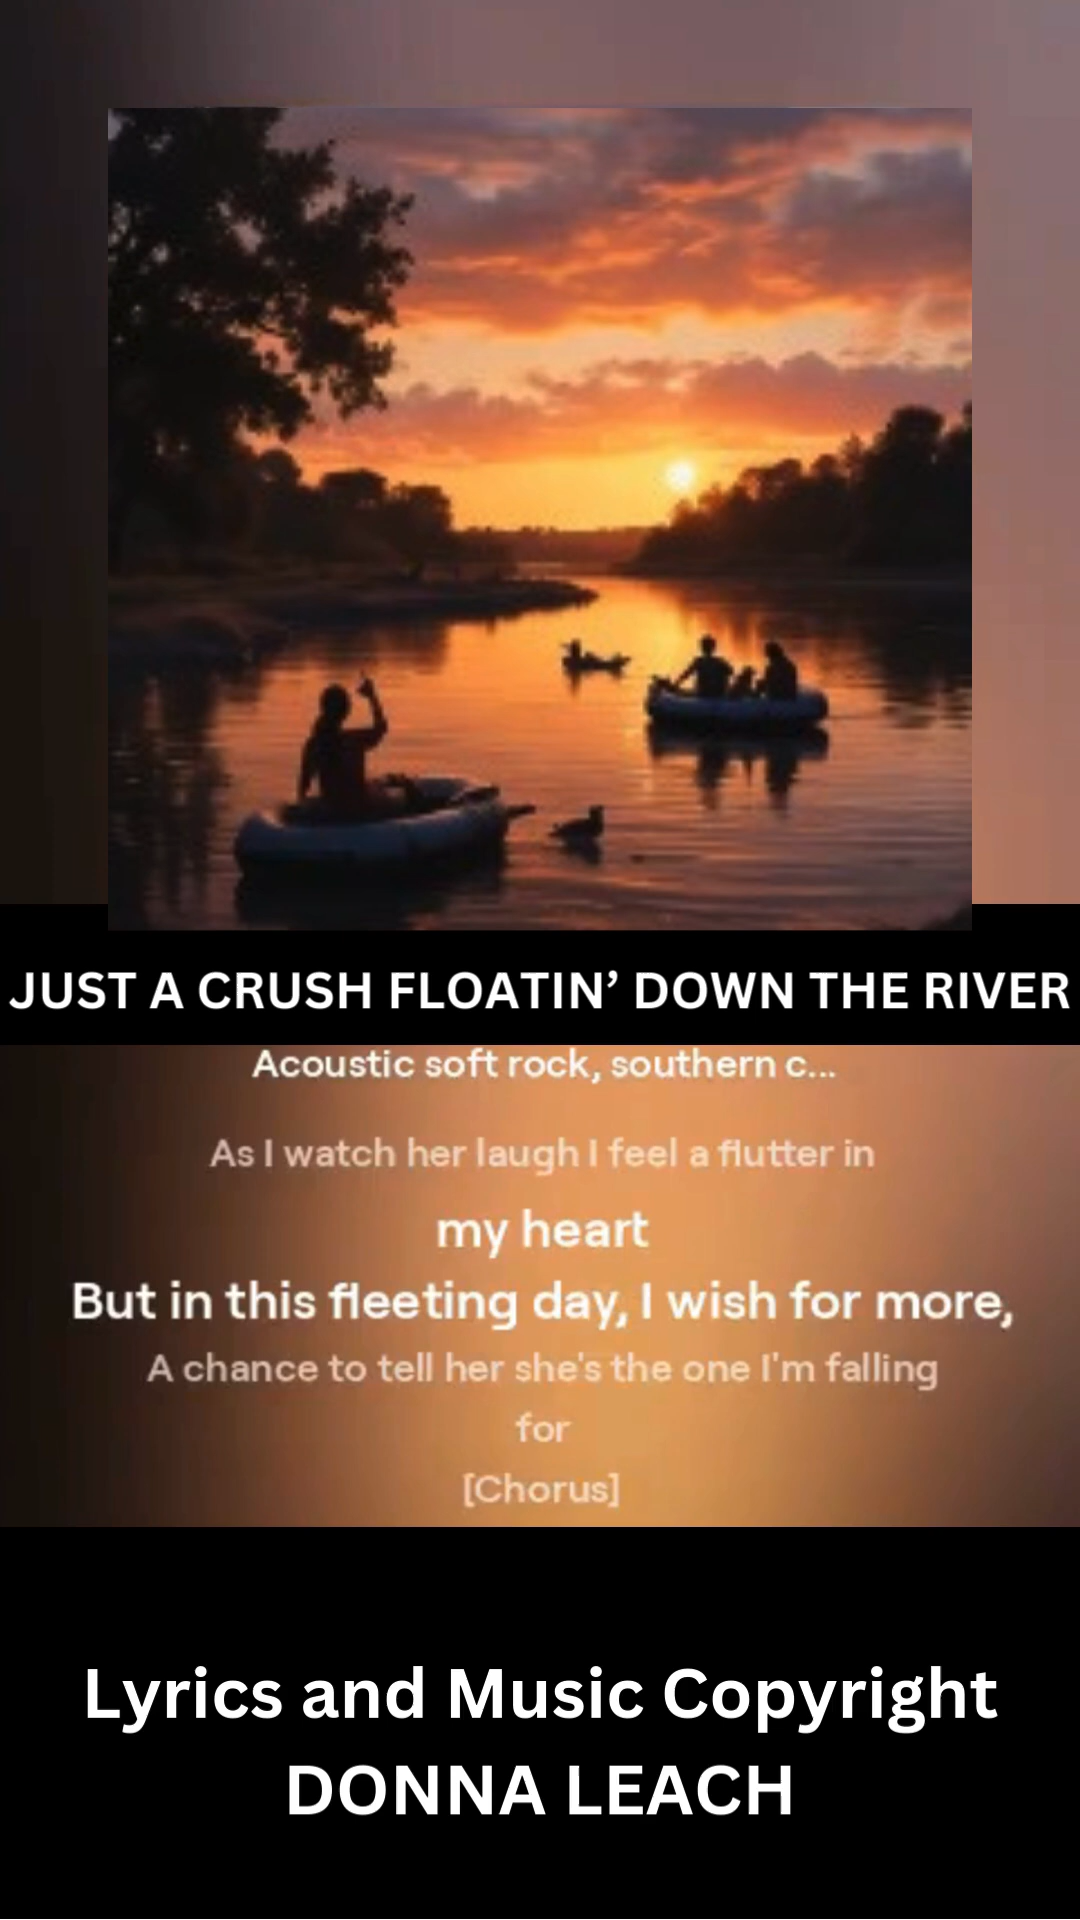 JUST A CRUSH FLOATIN’ DOWN THE RIVER
Acoustic soft rock, southern c...
As I watch her laugh I feel a flutter in
my heart
But in this fleeting day, I wish for more,
A chance to tell her she's the one I'm falling
for
[Chorus]
Lyrics and Music Copyright
DONNA LEACH